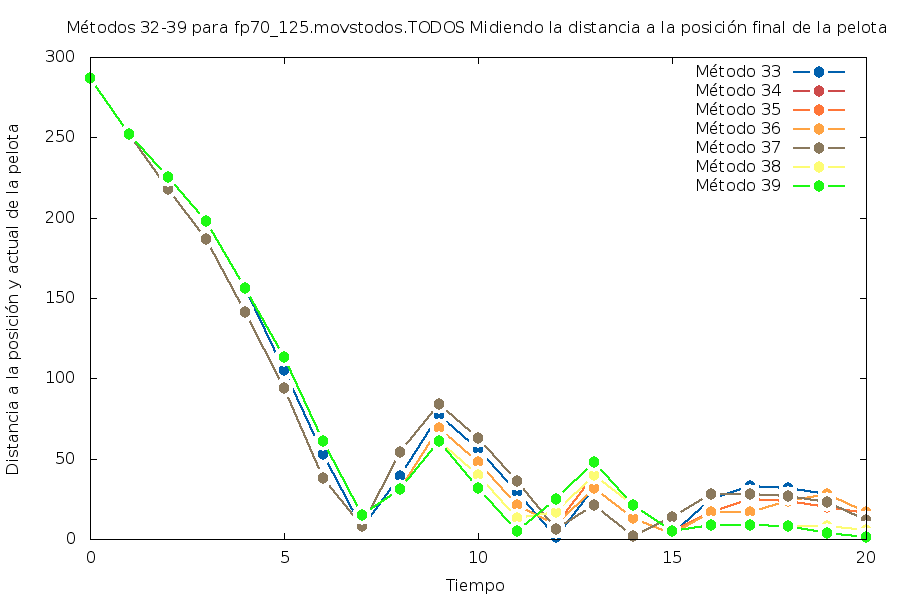 Métodos 32-39 para fp70_125.movstodos.TODOS Midiendo la distancia a la posición final de la pelota
300
250
200
150
100
50
0
Distancia a la posición y actual de la pelota
Método 33
Método 34
Método 35
Método 36
Método 37
Método 38
Método 39
0 5 10 15 20
Tiempo